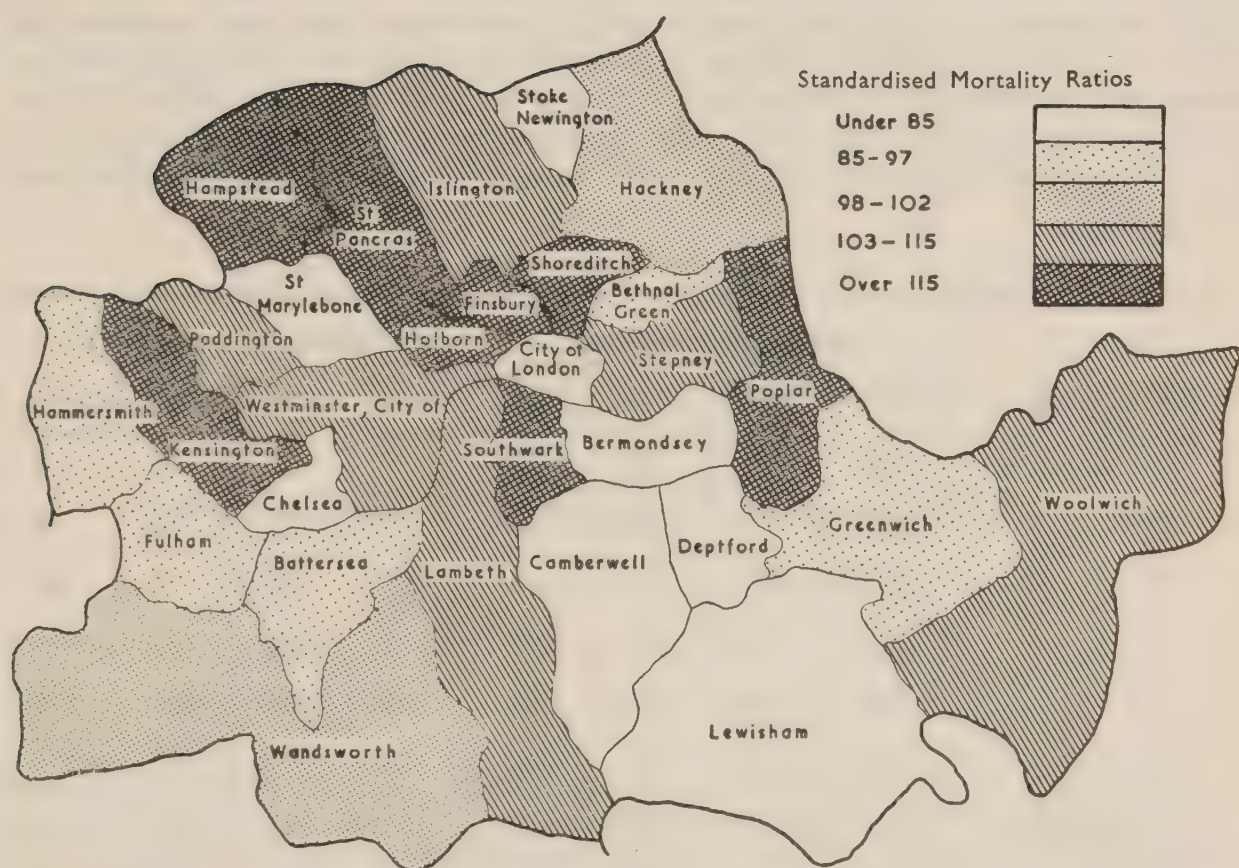 Standardised Mortality Ratios
Under 85
85-97
98-102
103-115
Over 115
Stoke
Newington
Hampstead
Islington
Hackney
St
Pancras
Shoreditch
St
Marylebone
Finsbury
Bethnal
Green
Paddington
Holborn
City of
London
Stepney
Hammersmith
Westminster, City of
Poplar
Kensington
Southwark
Bermondsey
Chelsea
Woolwich
Greenwich
Fulham
Battersea
Lambeth
Camberwell
Deptford
Lewisham
Wandsworth